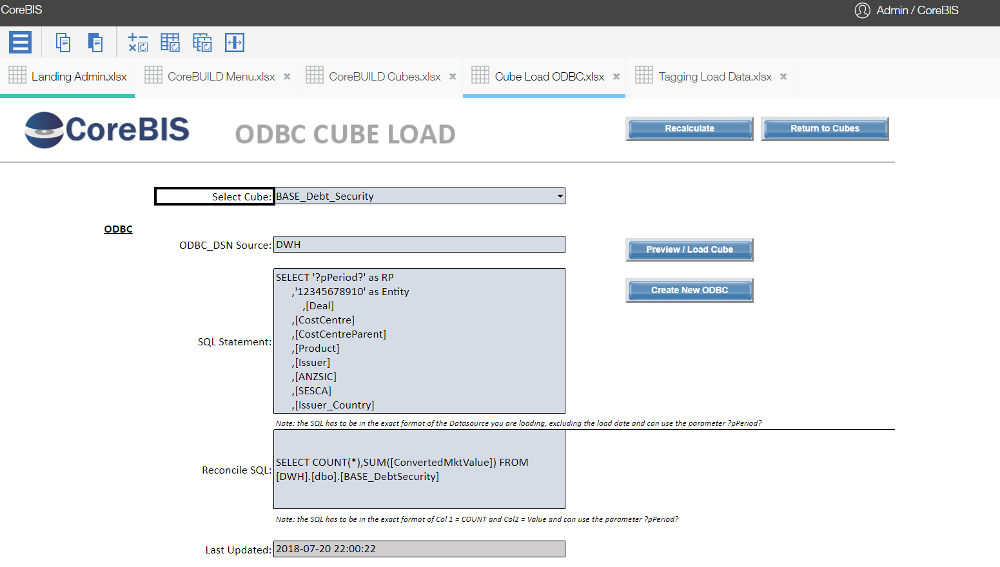 CoreBIS
Admin / CoreBIS
Landing Admin.xlsx
CoreBUILD Menu.xlsx x
CoreBUILD Cubes.xlsx x
Cube Load ODBC.xlsx x
Tagging Load Data.xlsx x
CoreBIS
ODBC CUBE LOAD
Recalculate
Return to Cubes
Select Cube: BASE_Debt_Security
ODBC
ODBC_DSN Source: DWH
Preview / Load Cube
Create New ODBC
SQL Statement:
SELECT '?pPeriod?' as RP
,'12345678910' as Entity
,[Deal]
,[CostCentre]
,[CostCentreParent]
,[Product]
,[Issuer]
,[ANZSIC]
,[SESCA]
,[Issuer_Country]
Note: the SQL has to be in the exact format of the Datasource you are loading, excluding the load date and can use the parameter ?pPeriod?
Reconcile SQL:
SELECT COUNT(*),SUM([ConvertedMktValue]) FROM
[DWH].[dbo].[BASE_DebtSecurity]
Note: the SQL has to be in the exact format of Col 1 = COUNT and Col2 = Value and can use the parameter ?pPeriod?
Last Updated: 2018-07-20 22:00:22